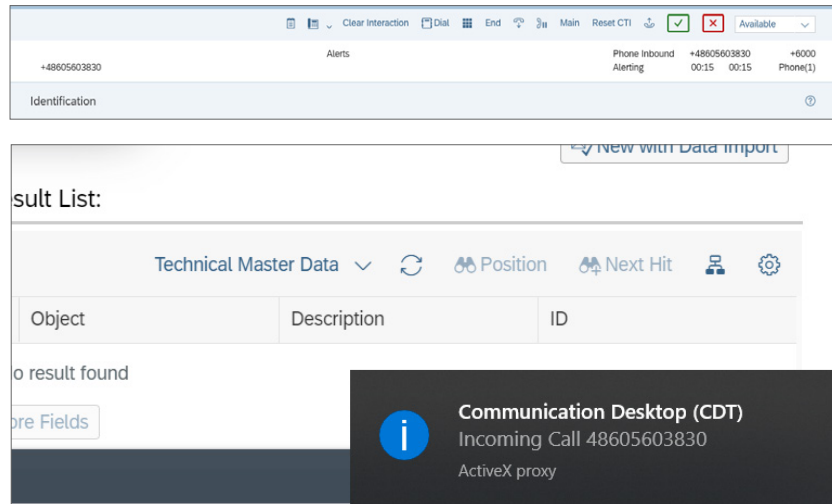 Clear Interaction Dial End Main Reset CTI Available
Alerts Phone Inbound +48605603830 +6000
+48605603830 Alerting 00:15 00:15 Phone(1)
Identification
New with Data Import
sult List:
Technical Master Data Position Next Hit
Object Description ID
o result found
ore Fields
Communication Desktop (CDT)
Incoming Call 48605603830
ActiveX proxy